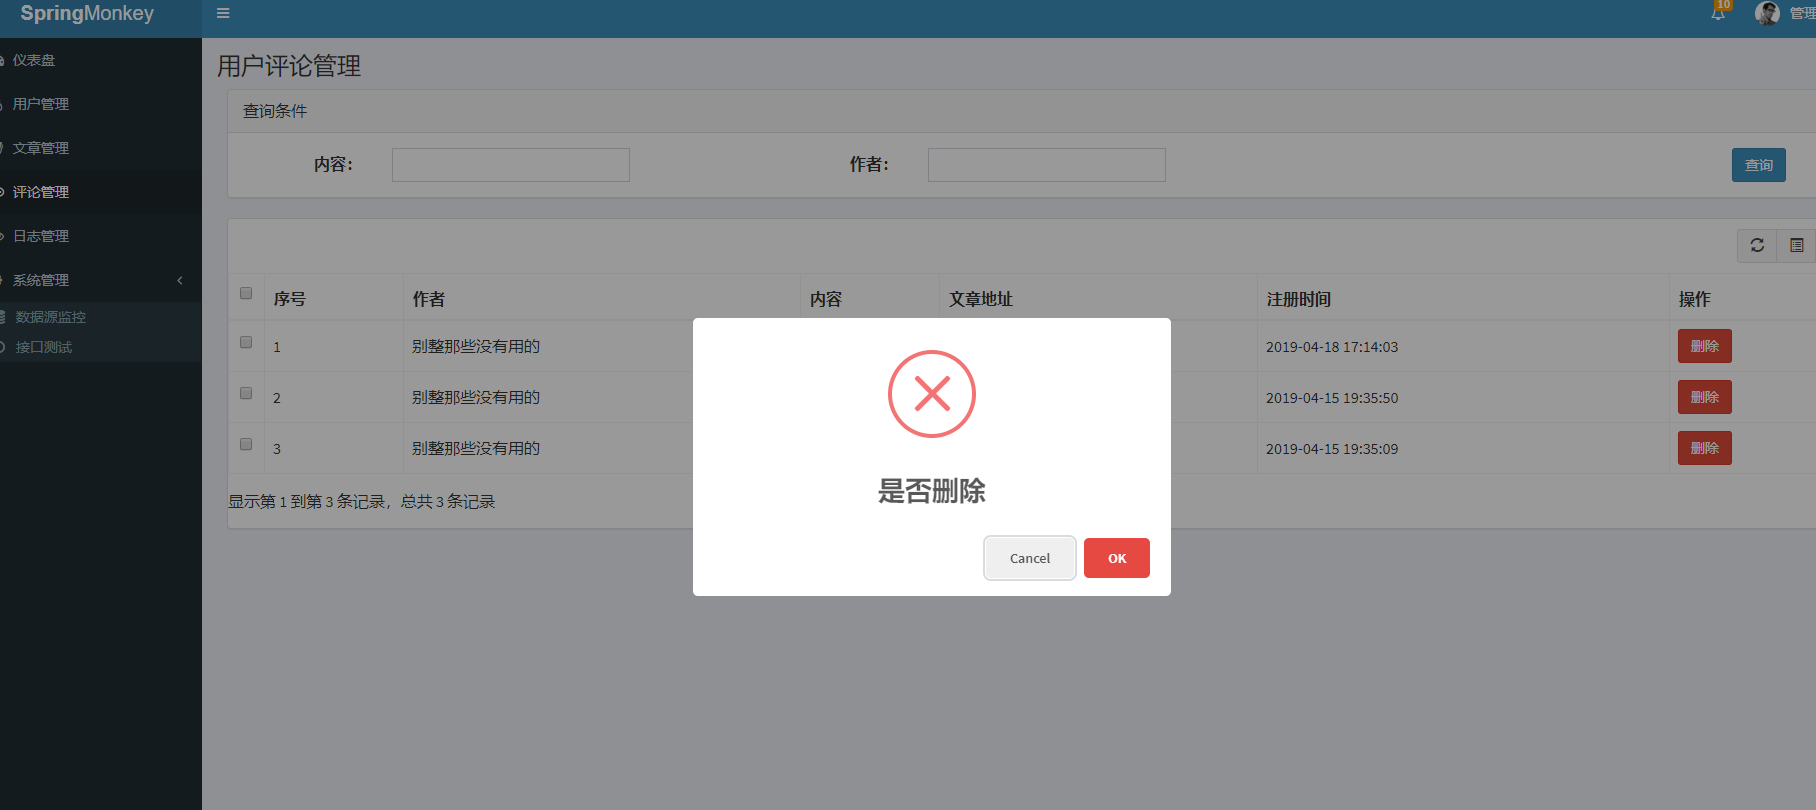 SpringMonkey
10
管理
仪表盘
用户管理
文章管理
评论管理
日志管理
系统管理
数据源监控
接口测试
用户评论管理
查询条件
内容：
作者：
查询
序号 作者 内容 文章地址 注册时间 操作
1 别整那些没有用的 2019-04-18 17:14:03 删除
2 别整那些没有用的 2019-04-15 19:35:50 删除
3 别整那些没有用的 2019-04-15 19:35:09 删除
显示第 1 到第 3 条记录，总共 3 条记录
是否删除
Cancel OK